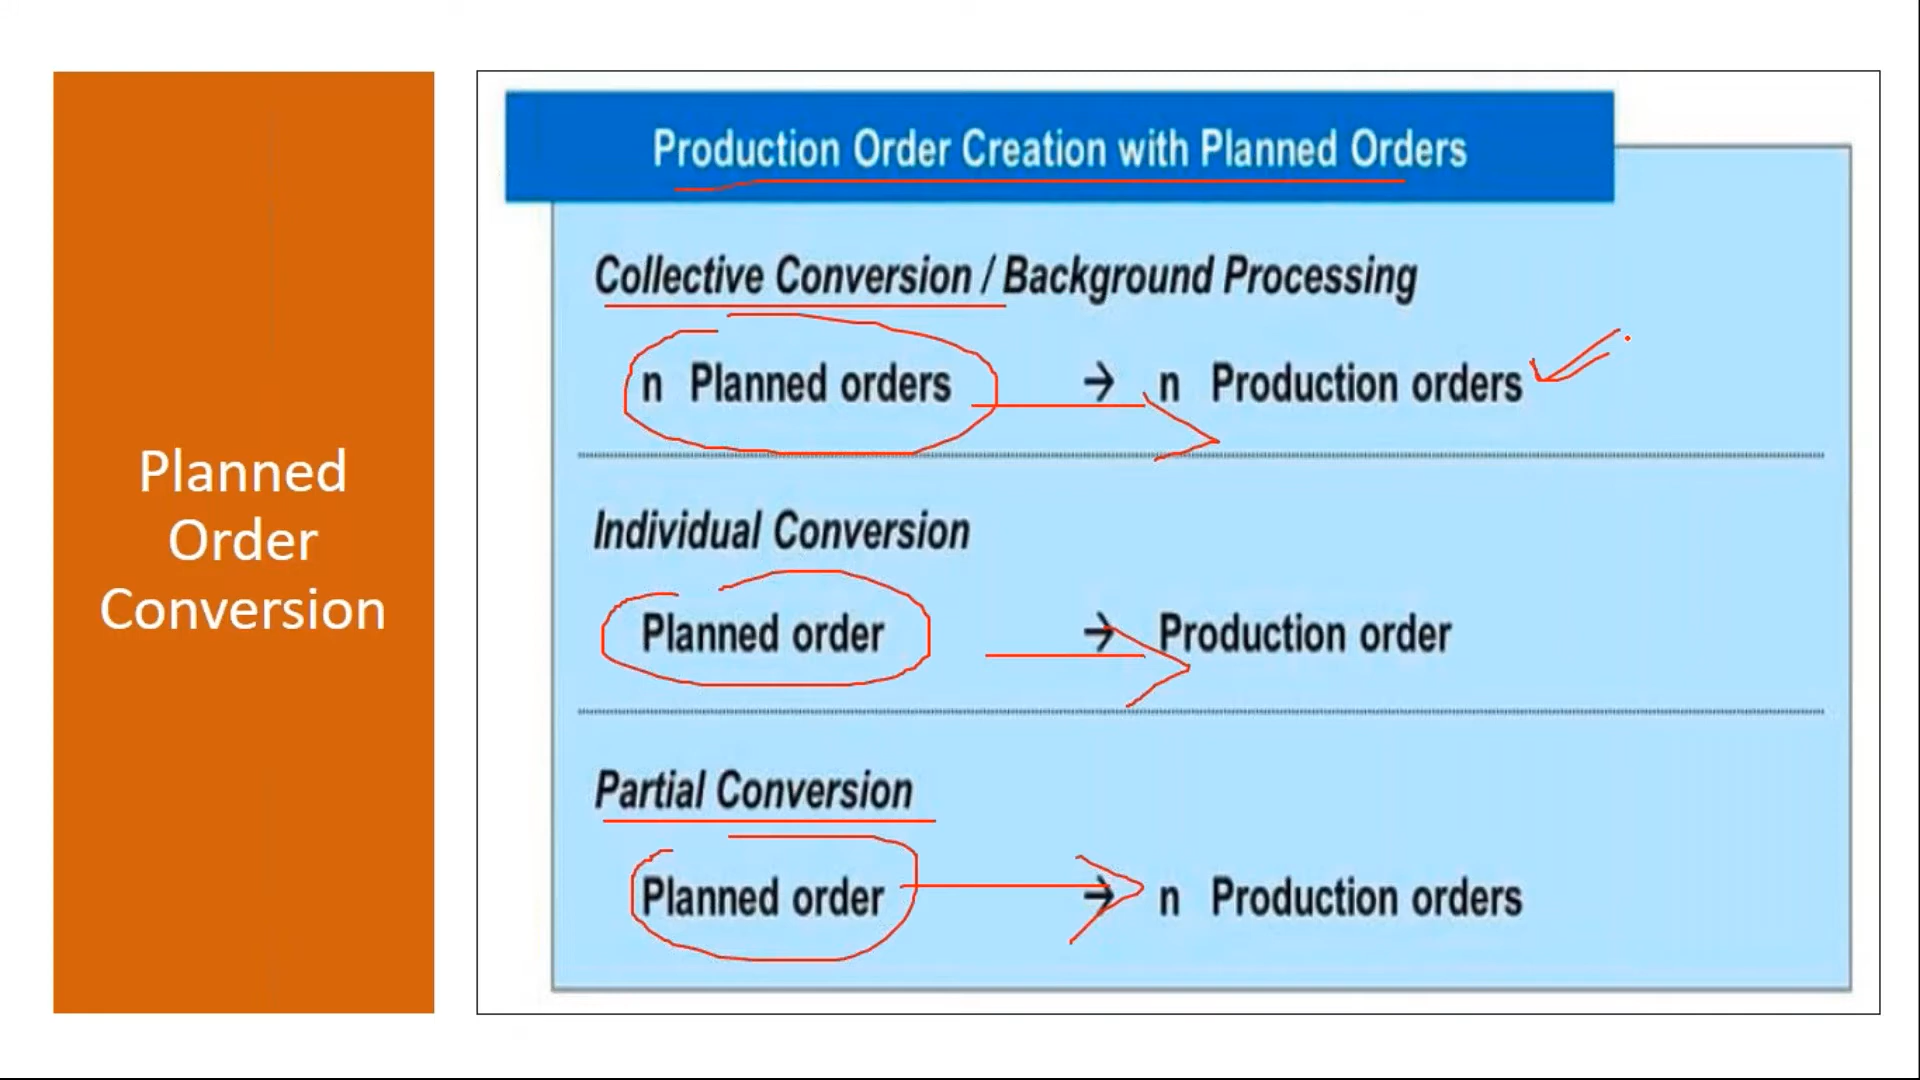 Planned
Order
Conversion
Production Order Creation with Planned Orders
Collective Conversion / Background Processing
n Planned orders → n Production orders
Individual Conversion
Planned order → Production order
Partial Conversion
Planned order → n Production orders